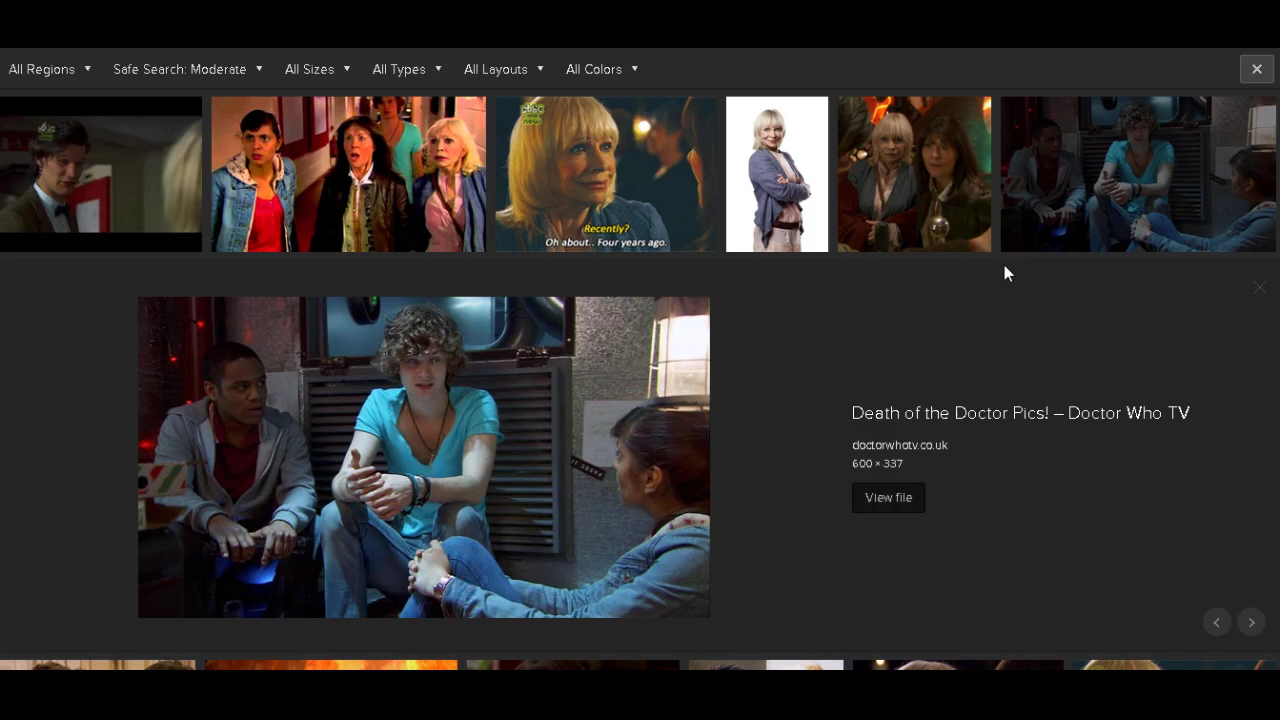 All Regions
Safe Search: Moderate
All Sizes
All Types
All Layouts
All Colors
Recently?
Oh about.. Four years ago.
Death of the Doctor Pics! – Doctor Who TV
doctorwhotv.co.uk
600 × 337
View file